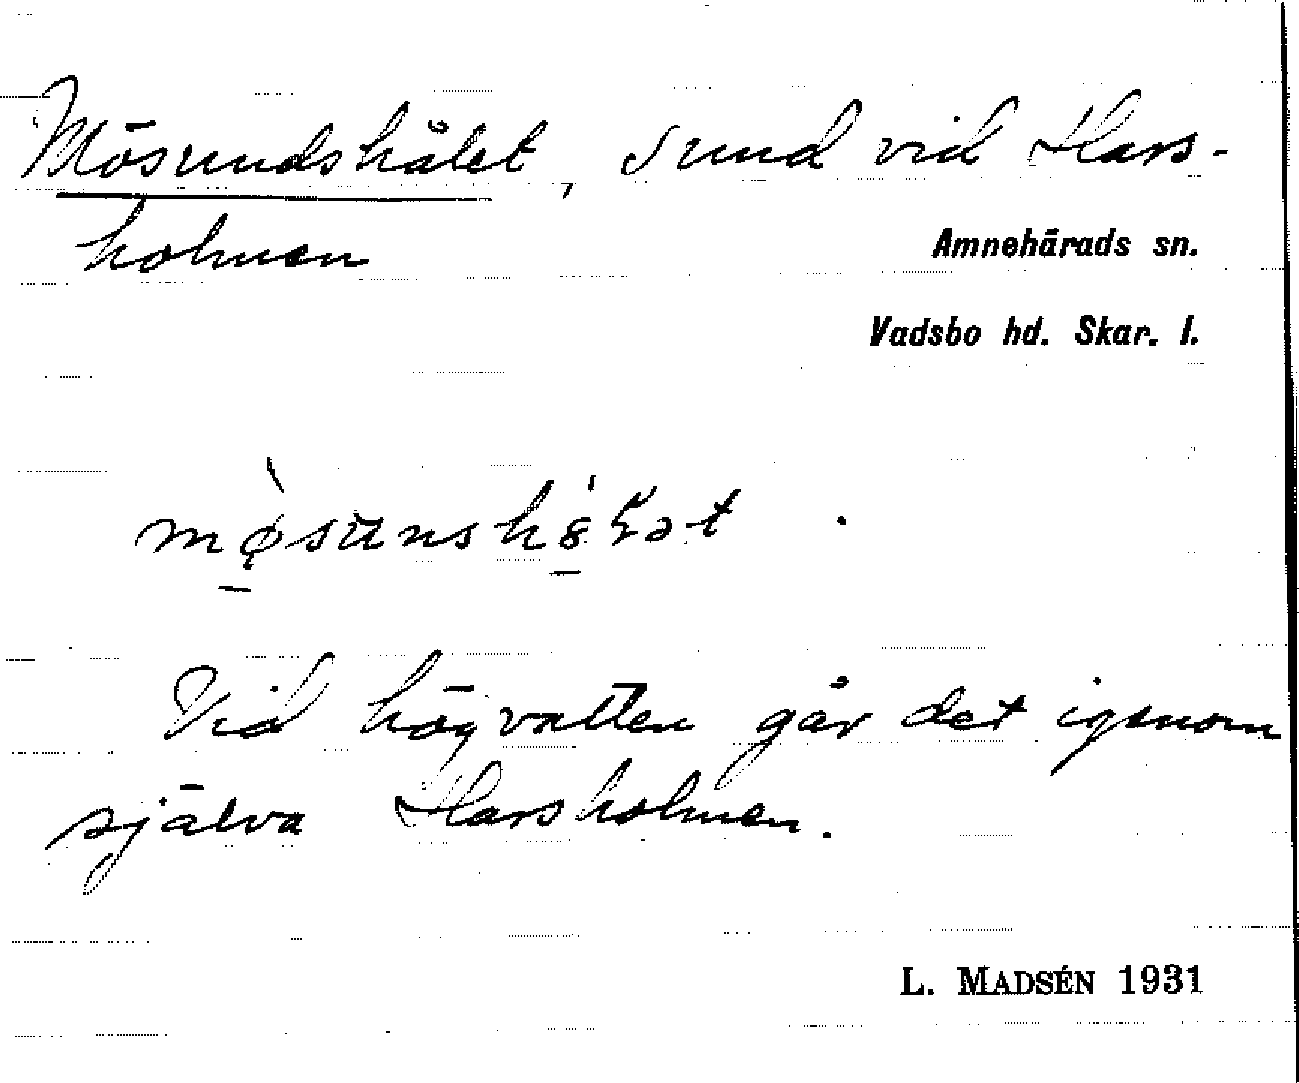 Mösundshålet, sund vid Hars-
holmen
Amnehärads sn.
Vadsbo hd. Skar. l.
Vid högvatten går det igenom
själva Harsholmen.
L. MADSÉN 1931